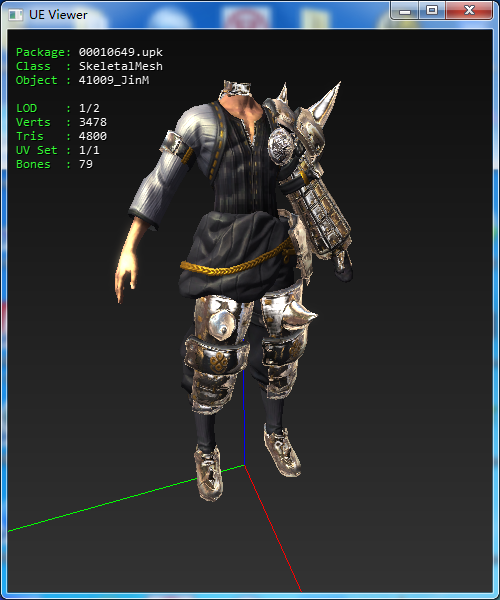 UE Viewer
Package: 00010649.upk
Class : SkeletalMesh
Object : 41009_JinM
LOD : 1/2
Verts : 3478
Tris : 4800
UV Set : 1/1
Bones : 79